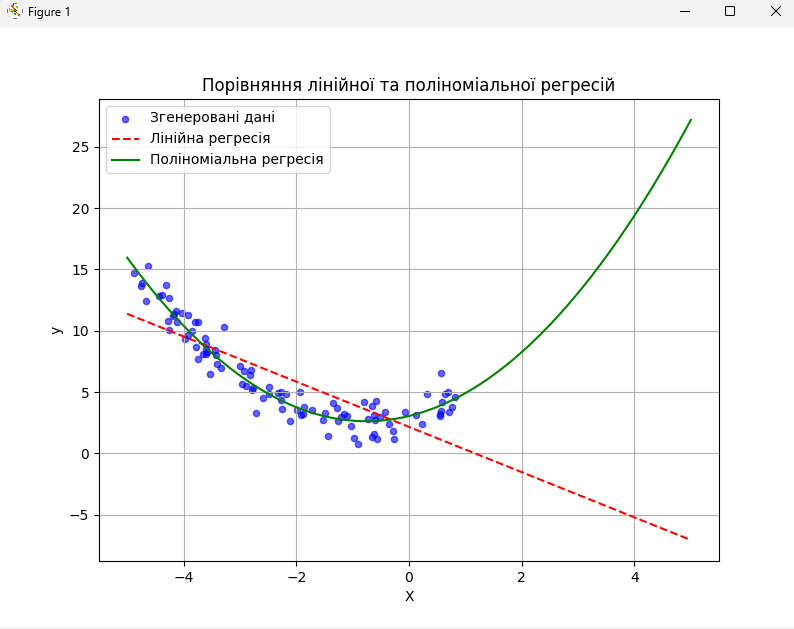 Figure 1
Порівняння лінійної та поліноміальної регресій
Згенеровані дані
Лінійна регресія
Поліноміальна регресія
25
20
15
10
5
0
−5
y
−4 −2 0 2 4
X